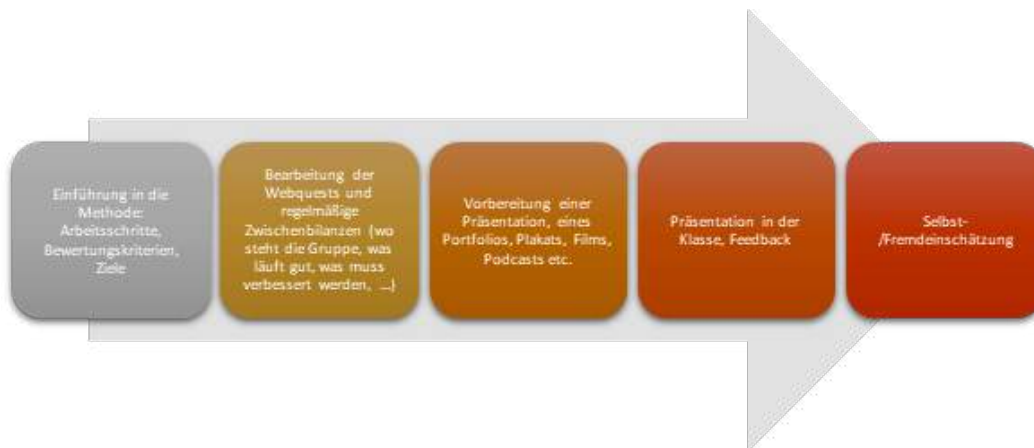 Einführung in die
Methode:
Arbeitsschritte,
Bewertungskriterien,
Ziele
Bearbeitung der
Webquests und
regelmäßige
Zwischenbilanzen (wo
steht die Gruppe, was
läuft gut, was muss
verbessert werden, ...)
Vorbereitung einer
Präsentation, eines
Portfolios, Plakats, Films,
Podcasts etc.
Präsentation in der
Klasse, Feedback
Selbst-
/Fremdeinschätzung